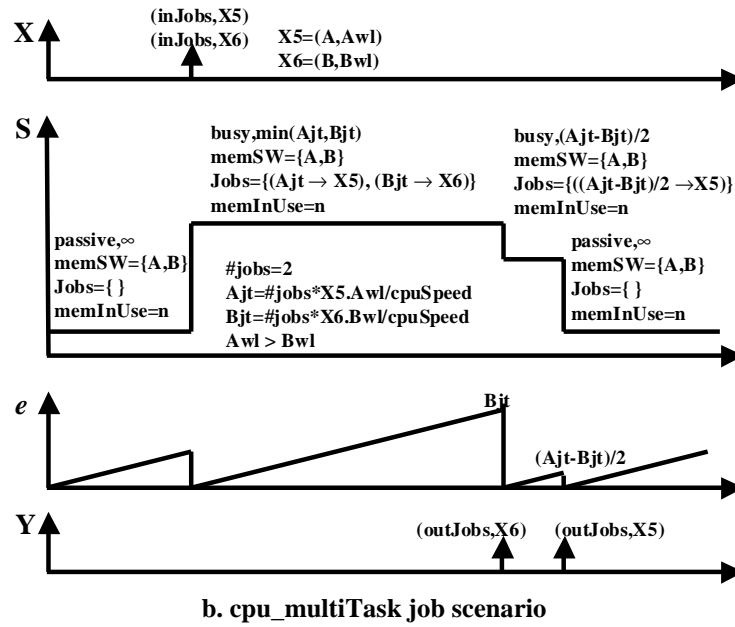 X
(inJobs,X5)
(inJobs,X6)
X5=(A,Awl)
X6=(B,Bwl)
S
busy,min(Ajt,Bjt)
memSW={A,B}
Jobs={(Ajt → X5), (Bjt → X6)}
memInUse=n
busy,(Ajt-Bjt)/2
memSW={A,B}
Jobs={((Ajt-Bjt)/2 →X5)}
memInUse=n
passive,∞
memSW={A,B}
Jobs={ }
memInUse=n
#jobs=2
Ajt=#jobs*X5.Awl/cpuSpeed
Bjt=#jobs*X6.Bwl/cpuSpeed
Awl > Bwl
passive,∞
memSW={A,B}
Jobs={ }
memInUse=n
e
Bjt
(Ajt-Bjt)/2
Y
(outJobs,X6)
(outJobs,X5)
b. cpu_multiTask job scenario